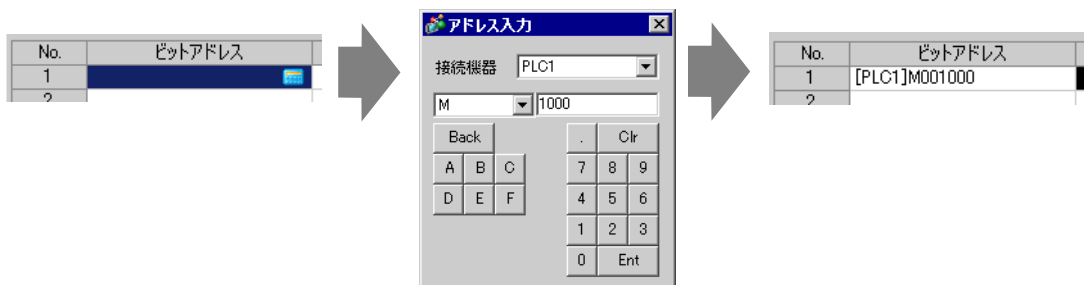 No. ビットアドレス
1
2
アドレス入力
接続機器 PLC1
M 1000
Back . Clr
A B C 7 8 9
D E F 4 5 6
1 2 3
0 Ent
No. ビットアドレス
1 [PLC1]M001000
2